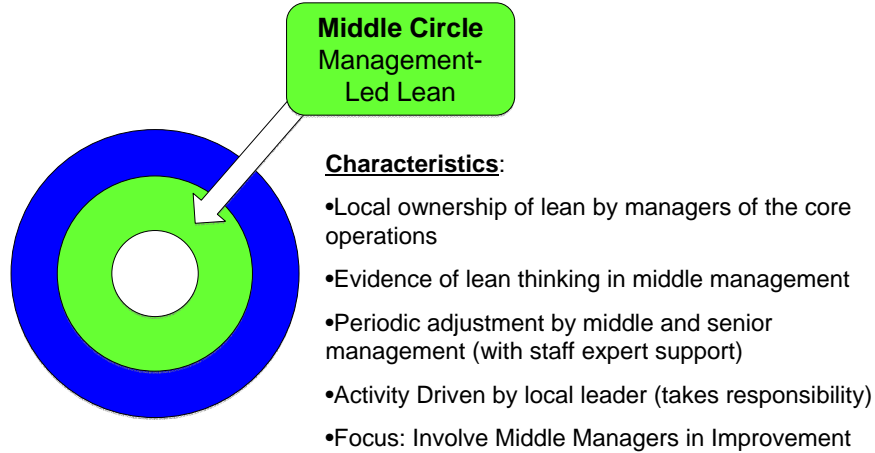 Middle Circle
Management-
Led Lean
Characteristics:
•Local ownership of lean by managers of the core
operations
•Evidence of lean thinking in middle management
•Periodic adjustment by middle and senior
management (with staff expert support)
•Activity Driven by local leader (takes responsibility)
•Focus: Involve Middle Managers in Improvement